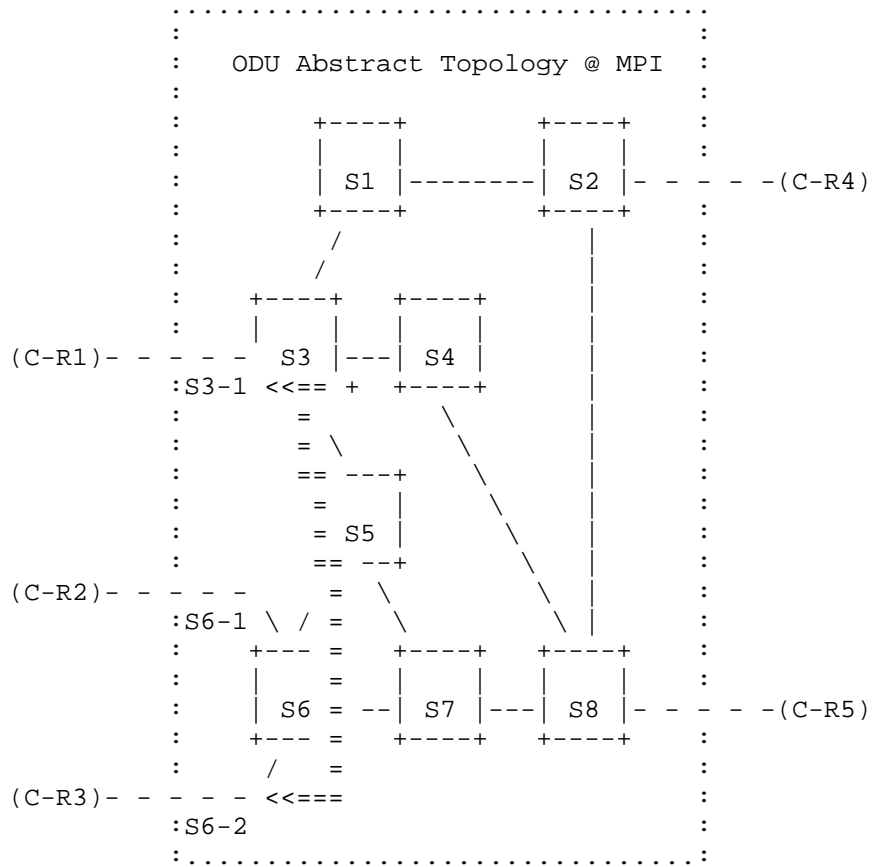 ODU Abstract Topology @ MPI
S1 S2 (C-R4)
(C-R1) S3 S4
S3-1
S5
(C-R2)
S6-1
S6 S7 S8 (C-R5)
(C-R3)
S6-2